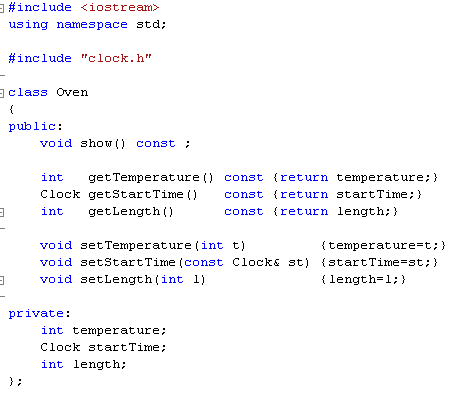 #include <iostream>
using namespace std;
#include "clock.h"
class Oven
{
public:
    void show() const ;
    int   getTemperature() const {return temperature;}
    Clock getStartTime()   const {return startTime;}
    int   getLength()      const {return length;}
    void setTemperature(int t)         {temperature=t;}
    void setStartTime(const Clock& st) {startTime=st;}
    void setLength(int l)              {length=l;}
private:
    int temperature;
    Clock startTime;
    int length;
};